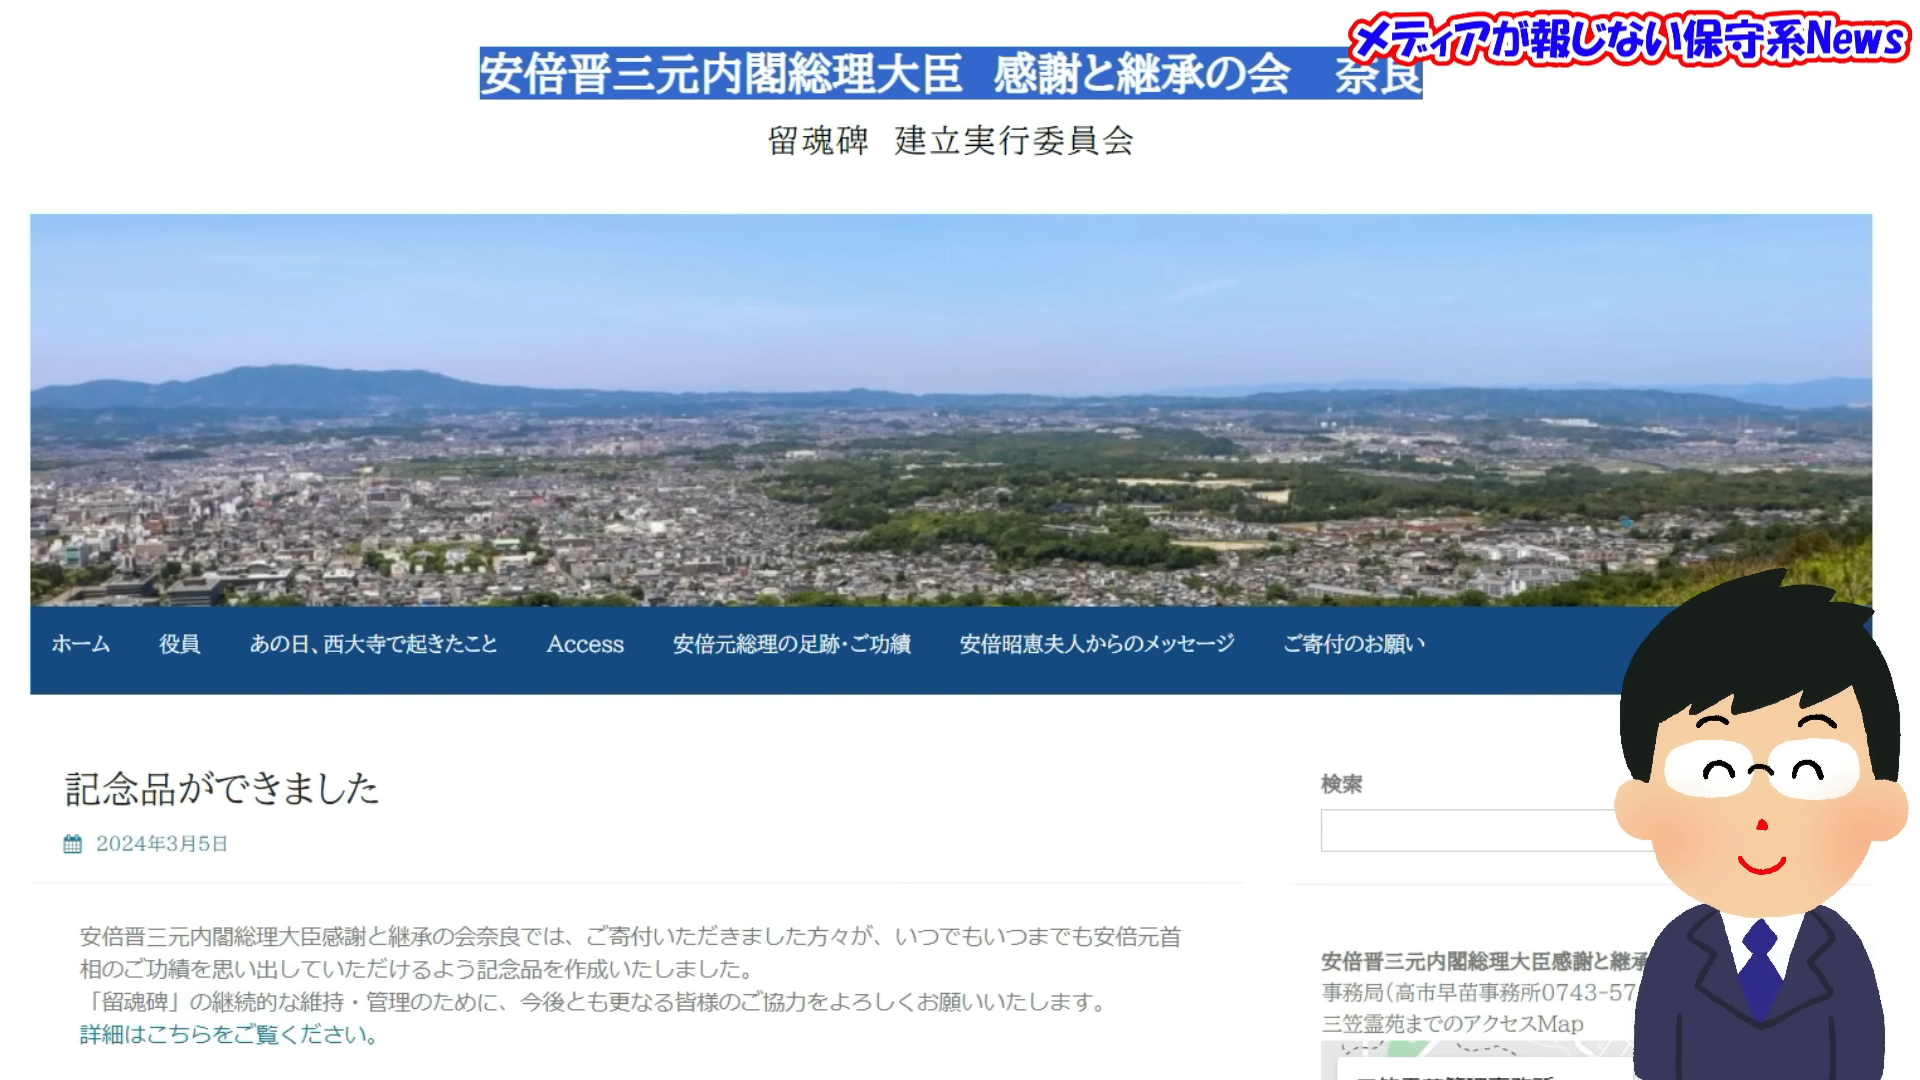 メディアが報じない保守系News
安倍晋三元内閣総理大臣　感謝と継承の会　奈良
留魂碑　建立実行委員会
ホーム
役員
あの日、西大寺で起きたこと
Access
安倍元総理の足跡・ご功績
安倍昭恵夫人からのメッセージ
ご寄付のお願い
記念品ができました
2024年3月5日
安倍晋三元内閣総理大臣感謝と継承の会奈良では、ご寄付いただきました方々が、いつでもいつまでも安倍元首
相のご功績を思い出していただけるよう記念品を作成いたしました。
「留魂碑」の継続的な維持・管理のために、今後とも更なる皆様のご協力をよろしくお願いいたします。
詳細はこちらをご覧ください。
検索
安倍晋三元内閣総理大臣感謝と継承
事務局(高市早苗事務所0743-57
三笠霊苑までのアクセスMap